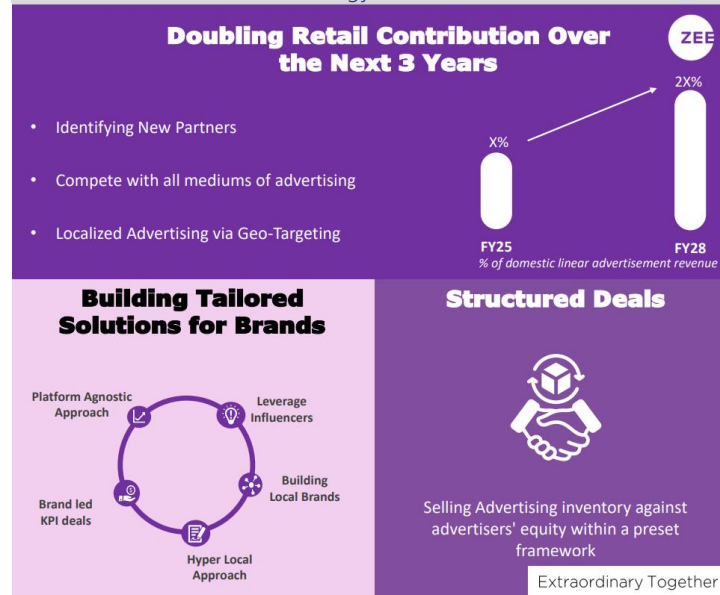 Doubling Retail Contribution Over
the Next 3 Years
ZEE
• Identifying New Partners
• Compete with all mediums of advertising
• Localized Advertising via Geo-Targeting
X%
2X%
FY25
FY28
% of domestic linear advertisement revenue
Building Tailored
Solutions for Brands
Platform Agnostic
Approach
Leverage
Influencers
Building
Local Brands
Hyper Local
Approach
Brand led
KPI deals
Structured Deals
Selling Advertising inventory against
advertisers' equity within a preset
framework
Extraordinary Together